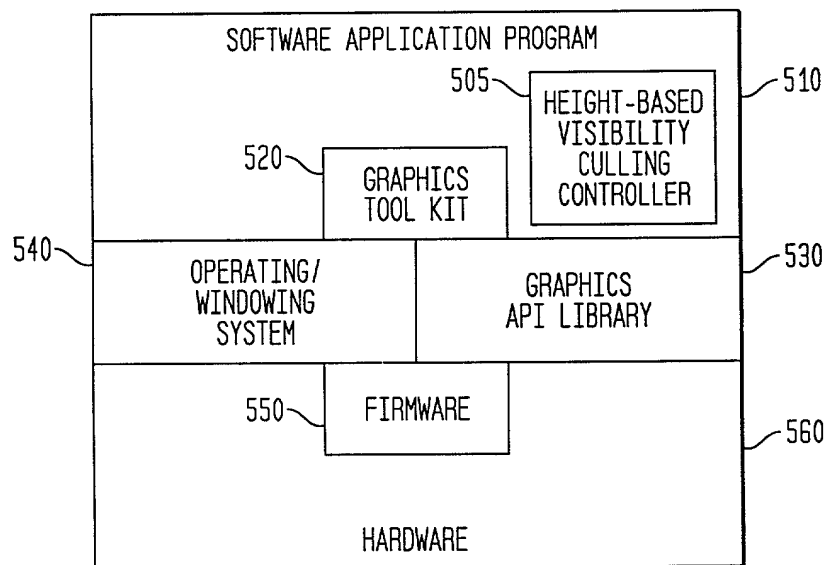 SOFTWARE APPLICATION PROGRAM
505
HEIGHT-BASED
VISIBILITY
CULLING
CONTROLLER
510
520
GRAPHICS
TOOL KIT
540
OPERATING/
WINDOWING
SYSTEM
GRAPHICS
API LIBRARY
530
550
FIRMWARE
560
HARDWARE